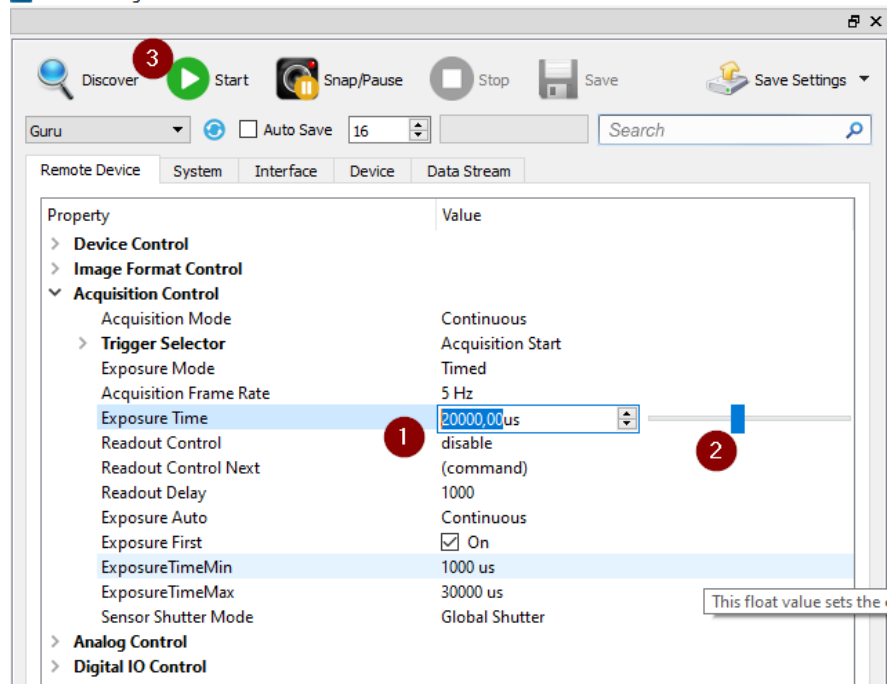 3
Discover Start Snap/Pause Stop Save Save Settings
Guru Auto Save 16 Search
Remote Device System Interface Device Data Stream
Property Value
Device Control
Image Format Control
Acquisition Control
Acquisition Mode Continuous
Trigger Selector Acquisition Start
Exposure Mode Timed
Acquisition Frame Rate 5 Hz
Exposure Time 20000,00us
1
2
Readout Control disable
Readout Control Next (command)
Readout Delay 1000
Exposure Auto Continuous
Exposure First On
ExposureTimeMin 1000 us
ExposureTimeMax 30000 us
This float value sets the
Sensor Shutter Mode Global Shutter
Analog Control
Digital IO Control